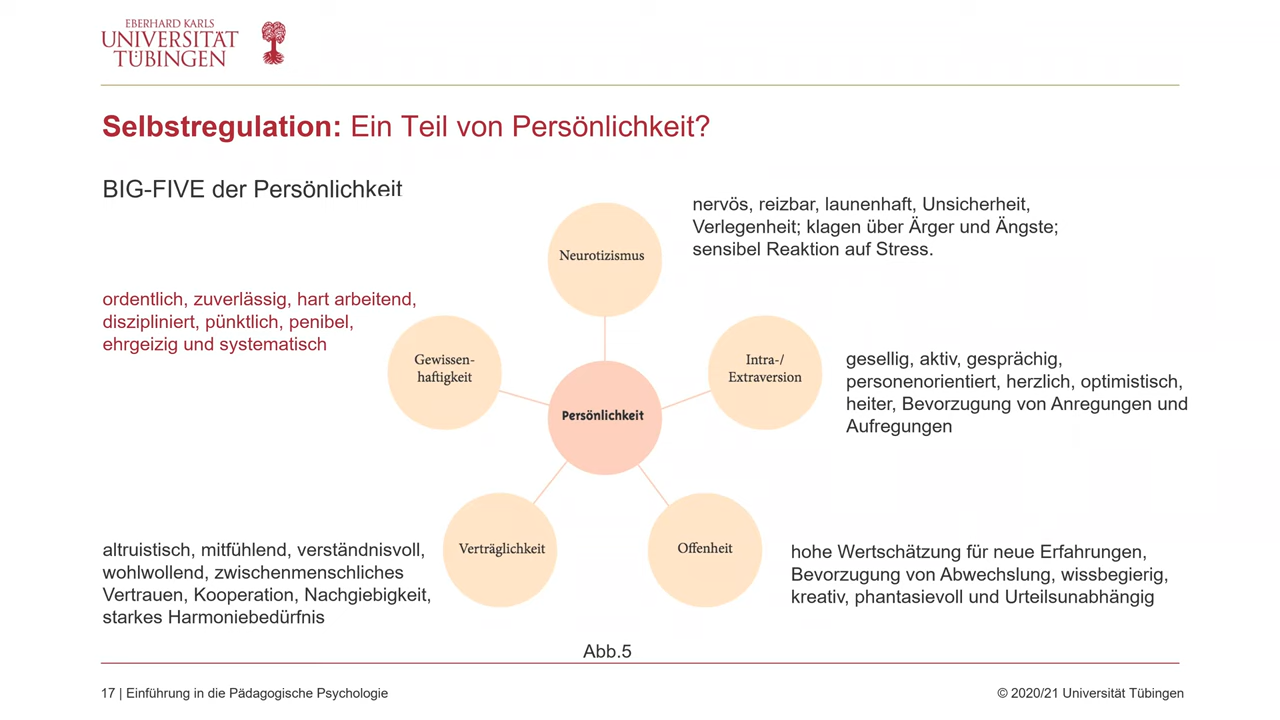 EBERHARD KARLS
UNIVERSITÄT
TÜBINGEN
Selbstregulation: Ein Teil von Persönlichkeit?
BIG-FIVE der Persönlichkeit
nervös, reizbar, launenhaft, Unsicherheit,
Verlegenheit; klagen über Ärger und Ängste;
sensibel Reaktion auf Stress.
Neurotizismus
ordentlich, zuverlässig, hart arbeitend,
diszipliniert, pünktlich, penibel,
ehrgeizig und systematisch
Gewissen-
haftigkeit
Intra-/
Extraversion
gesellig, aktiv, gesprächig,
personenorientiert, herzlich, optimistisch,
heiter, Bevorzugung von Anregungen und
Aufregungen
Persönlichkeit
altruistisch, mitfühlend, verständnisvoll,
wohlwollend, zwischenmenschliches
Vertrauen, Kooperation, Nachgiebigkeit,
starkes Harmoniebedürfnis
Verträglichkeit
Offenheit
hohe Wertschätzung für neue Erfahrungen,
Bevorzugung von Abwechslung, wissbegierig,
kreativ, phantasievoll und Urteilsunabhängig
Abb.5
17 | Einführung in die Pädagogische Psychologie
© 2020/21 Universität Tübingen